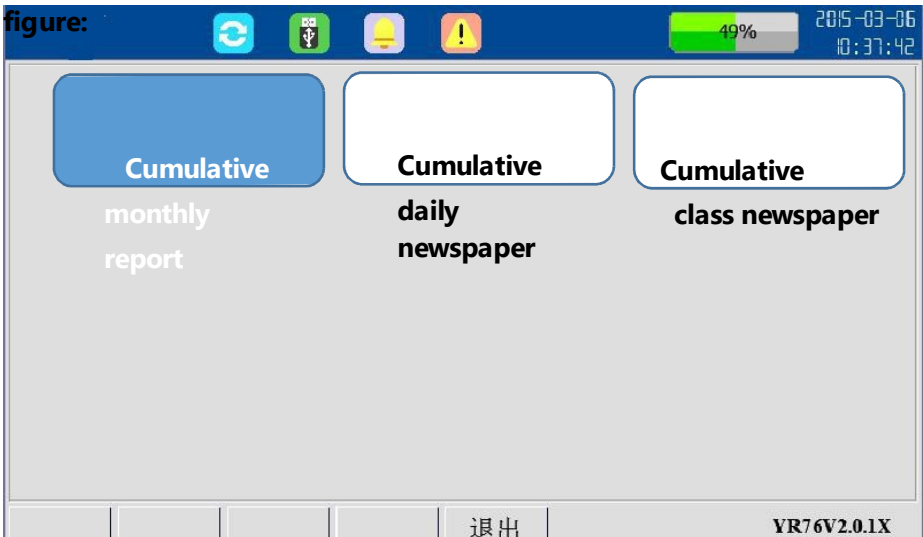 figure:
49%
2015-03-06
10:37:42
Cumulative
monthly
report
Cumulative
daily
newspaper
Cumulative
class newspaper
退出
YR76V2.0.1X